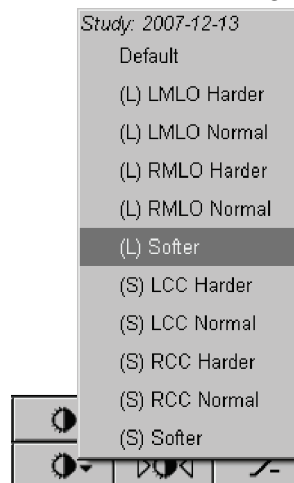 Study: 2007-12-13
Default
(L) LMLO Harder
(L) LMLO Normal
(L) RMLO Harder
(L) RMLO Normal
(L) Softer
(S) LCC Harder
(S) LCC Normal
(S) RCC Harder
(S) RCC Normal
(S) Softer